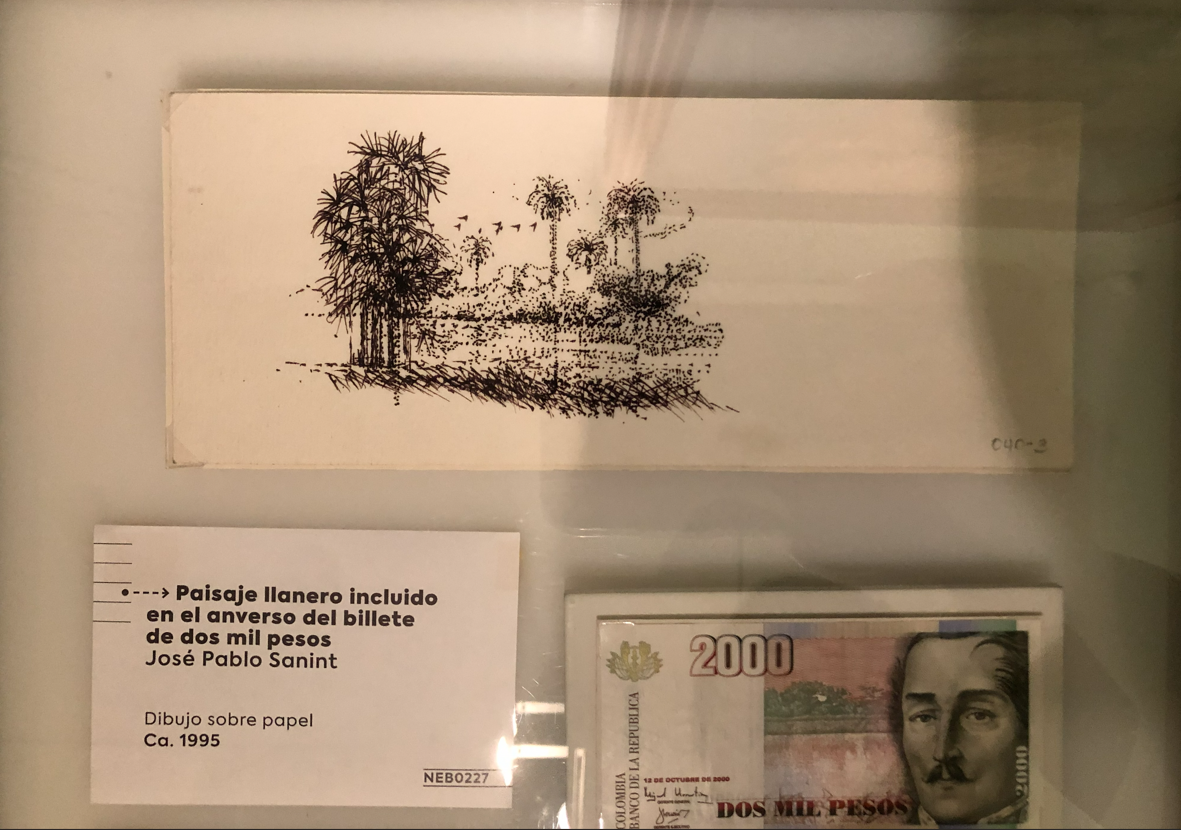 040-3
Paisaje llanero incluido
en el anverso del billete
de dos mil pesos
José Pablo Sanint
Dibujo sobre papel
Ca. 1995
NEB0227
2000
COLOMBIA
BANCO DE LA REPUBLICA
12 DE OCTUBRE DE 2000
DOS MIL PESOS
2000